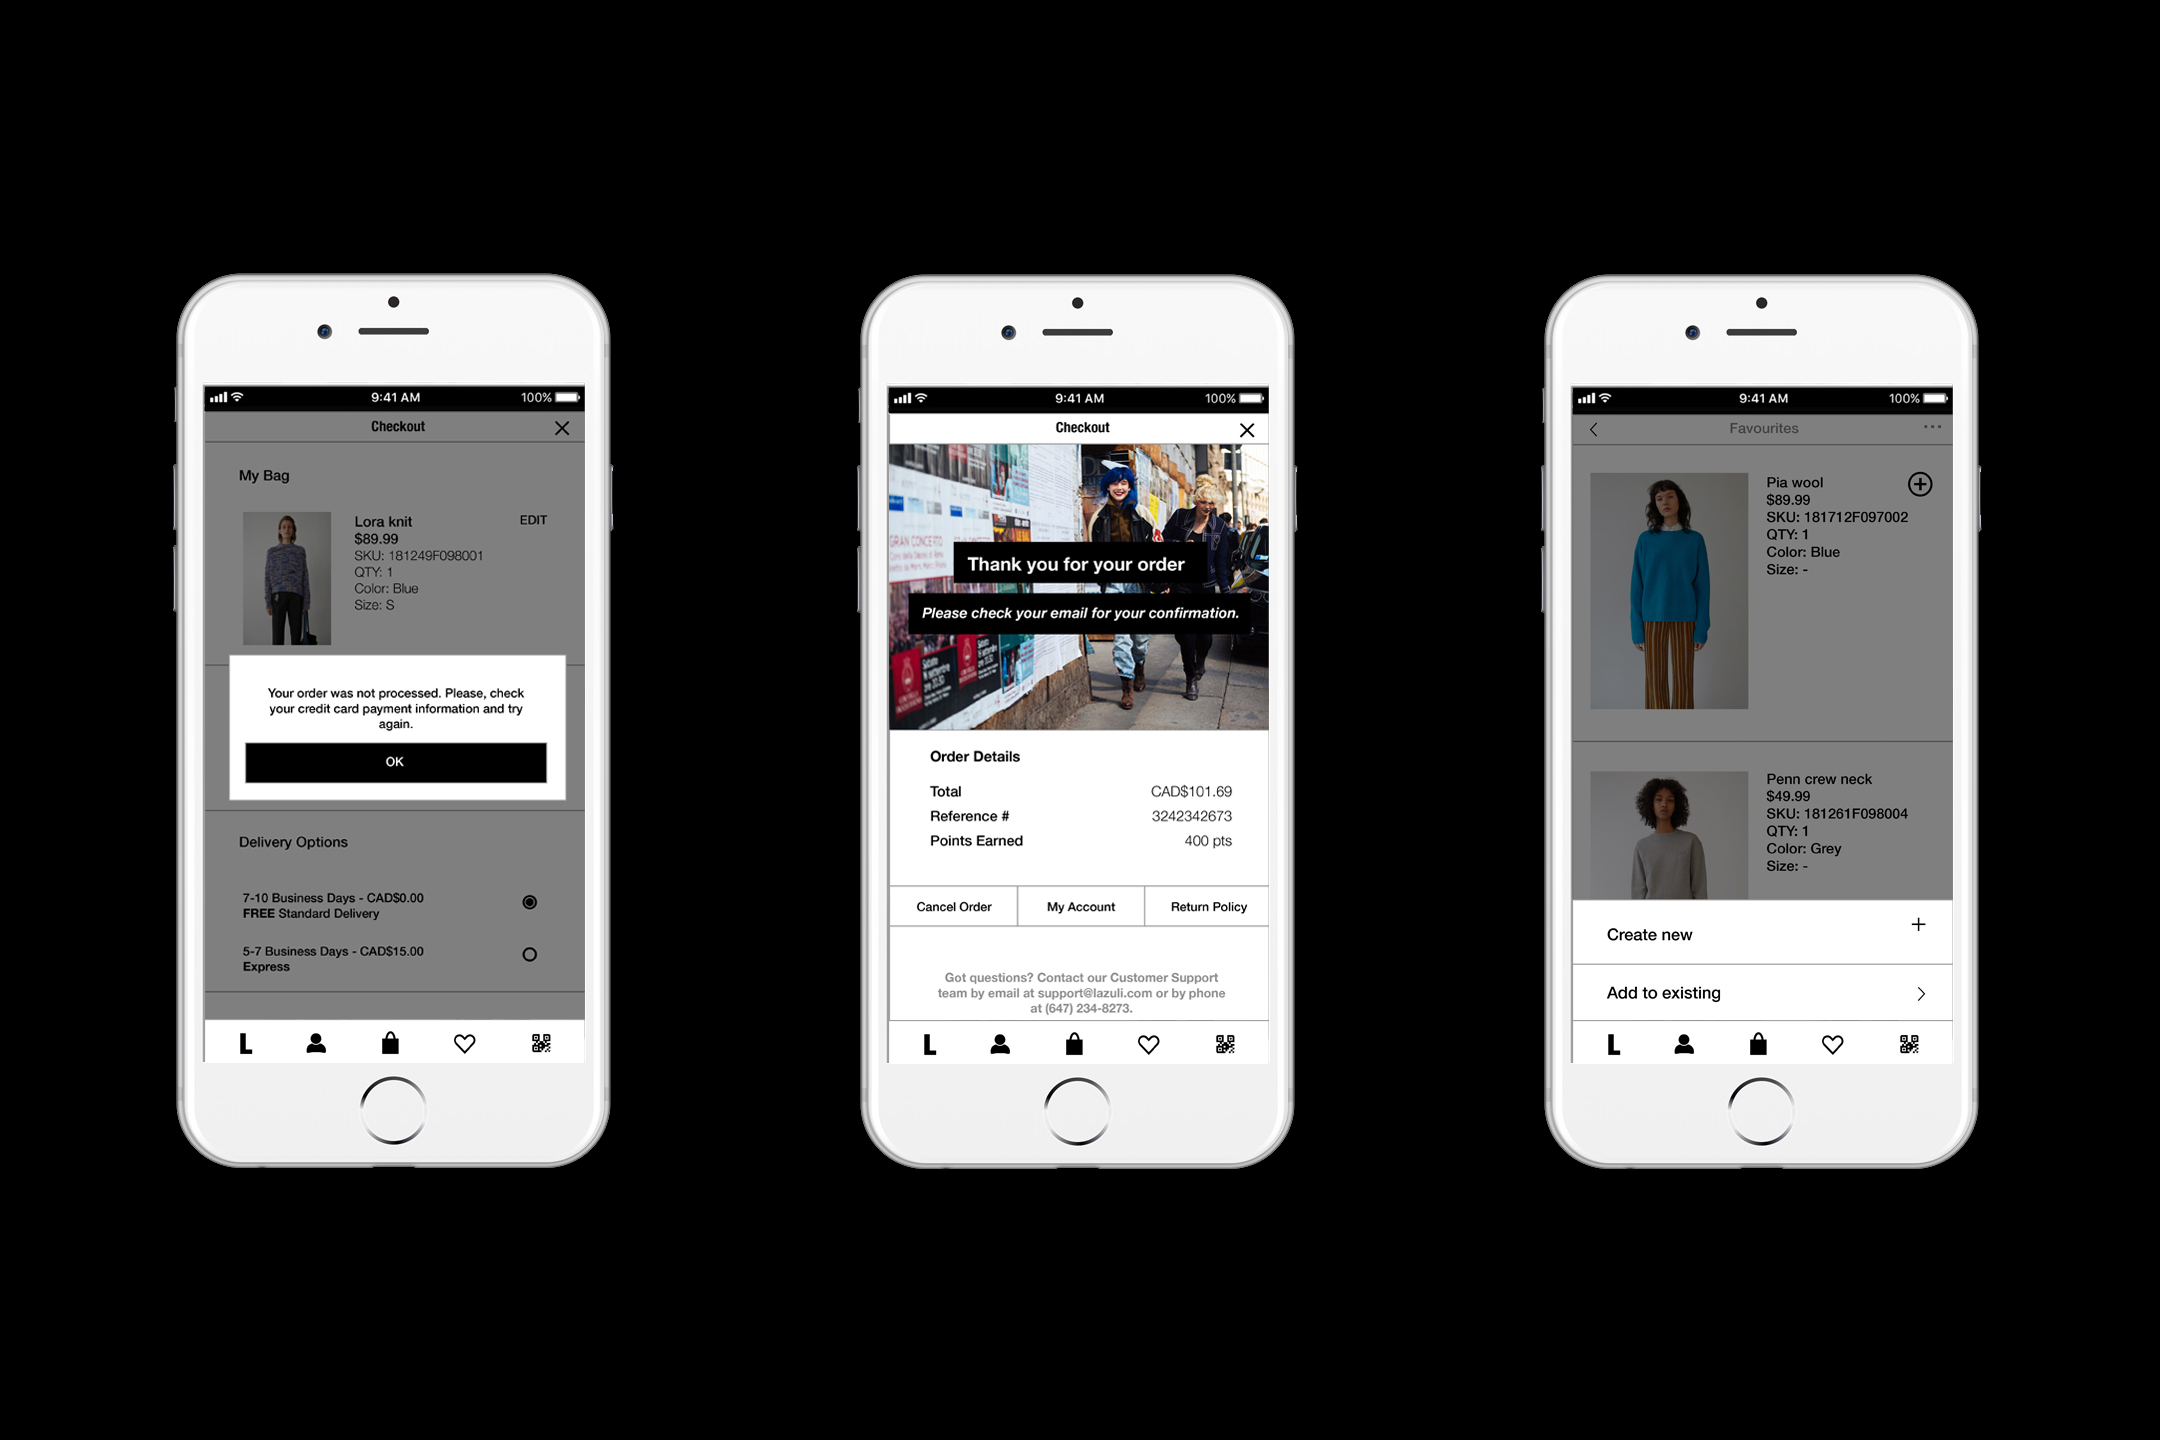 9:41 AM
100%
Checkout
My Bag
Lora knit
EDIT
$89.99
SKU: 181249F098001
QTY: 1
Color: Blue
Size: S
Your order was not processed. Please, check
your credit card payment information and try
again.
OK
Delivery Options
7-10 Business Days - CAD$0.00
FREE Standard Delivery
5-7 Business Days - CAD$15.00
Express
L
9:41 AM
100%
Checkout
GRAN CONCERTO
Thank you for your order
Please check your email for your confirmation.
Order Details
Total CAD$101.69
Reference # 3242342673
Points Earned 400 pts
Cancel Order
My Account
Return Policy
Got questions? Contact our Customer Support
team by email at support@lazuli.com or by phone
at (647) 234-8273.
L
9:41 AM
100%
Favourites
Pia wool
$89.99
SKU: 181712F097002
QTY: 1
Color: Blue
Size: -
Penn crew neck
$49.99
SKU: 181261F098004
QTY: 1
Color: Grey
Size: -
Create new
Add to existing
L